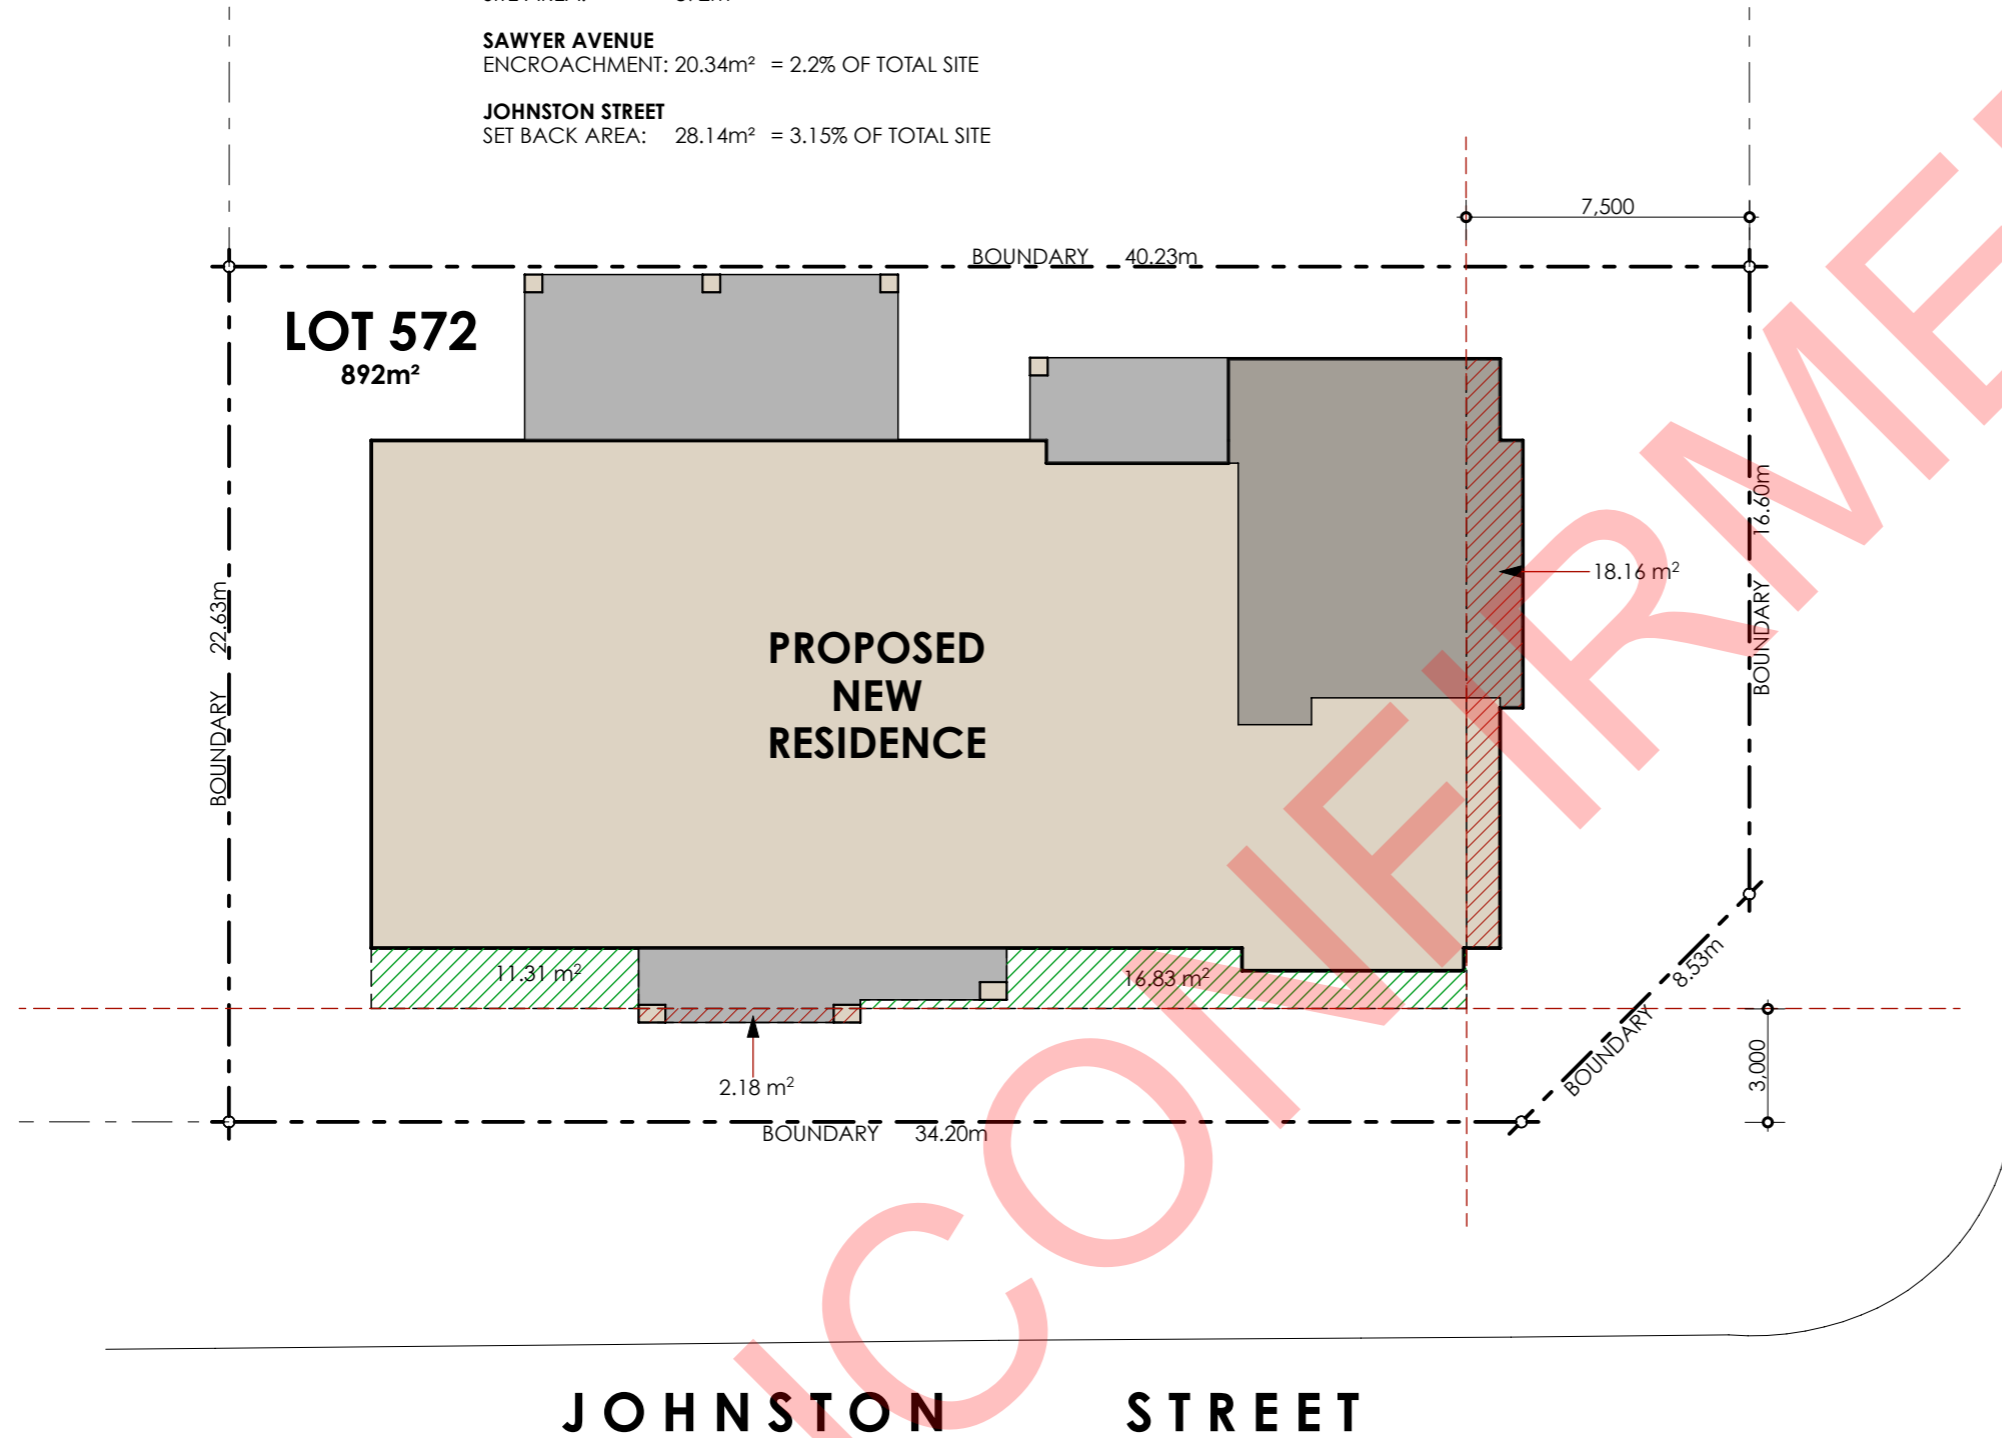 SAWYER AVENUE
ENCROACHMENT: 20.34m² = 2.2% OF TOTAL SITE
JOHNSTON STREET
SET BACK AREA: 28.14m² = 3.15% OF TOTAL SITE
7,500
BOUNDARY 40.23m
LOT 572
892m²
BOUNDARY 22.63m
BOUNDARY 16.60m
18.16 m²
PROPOSED
NEW
RESIDENCE
11.31 m²
16.83 m²
2.18 m²
BOUNDARY 8.53m
3,000
BOUNDARY 34.20m
JOHNSTON STREET